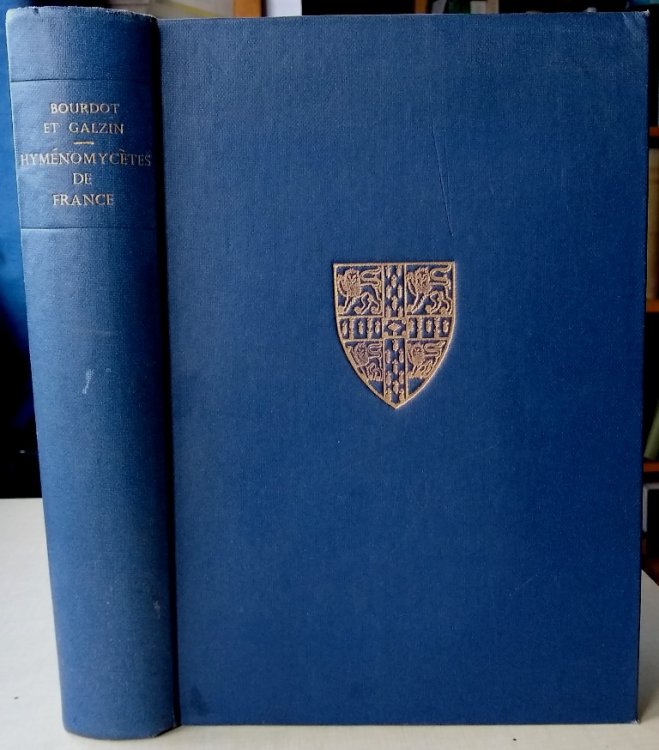 BOURDOT
ET GALZIN
HYMÉNOMYCÈTES
DE
FRANCE